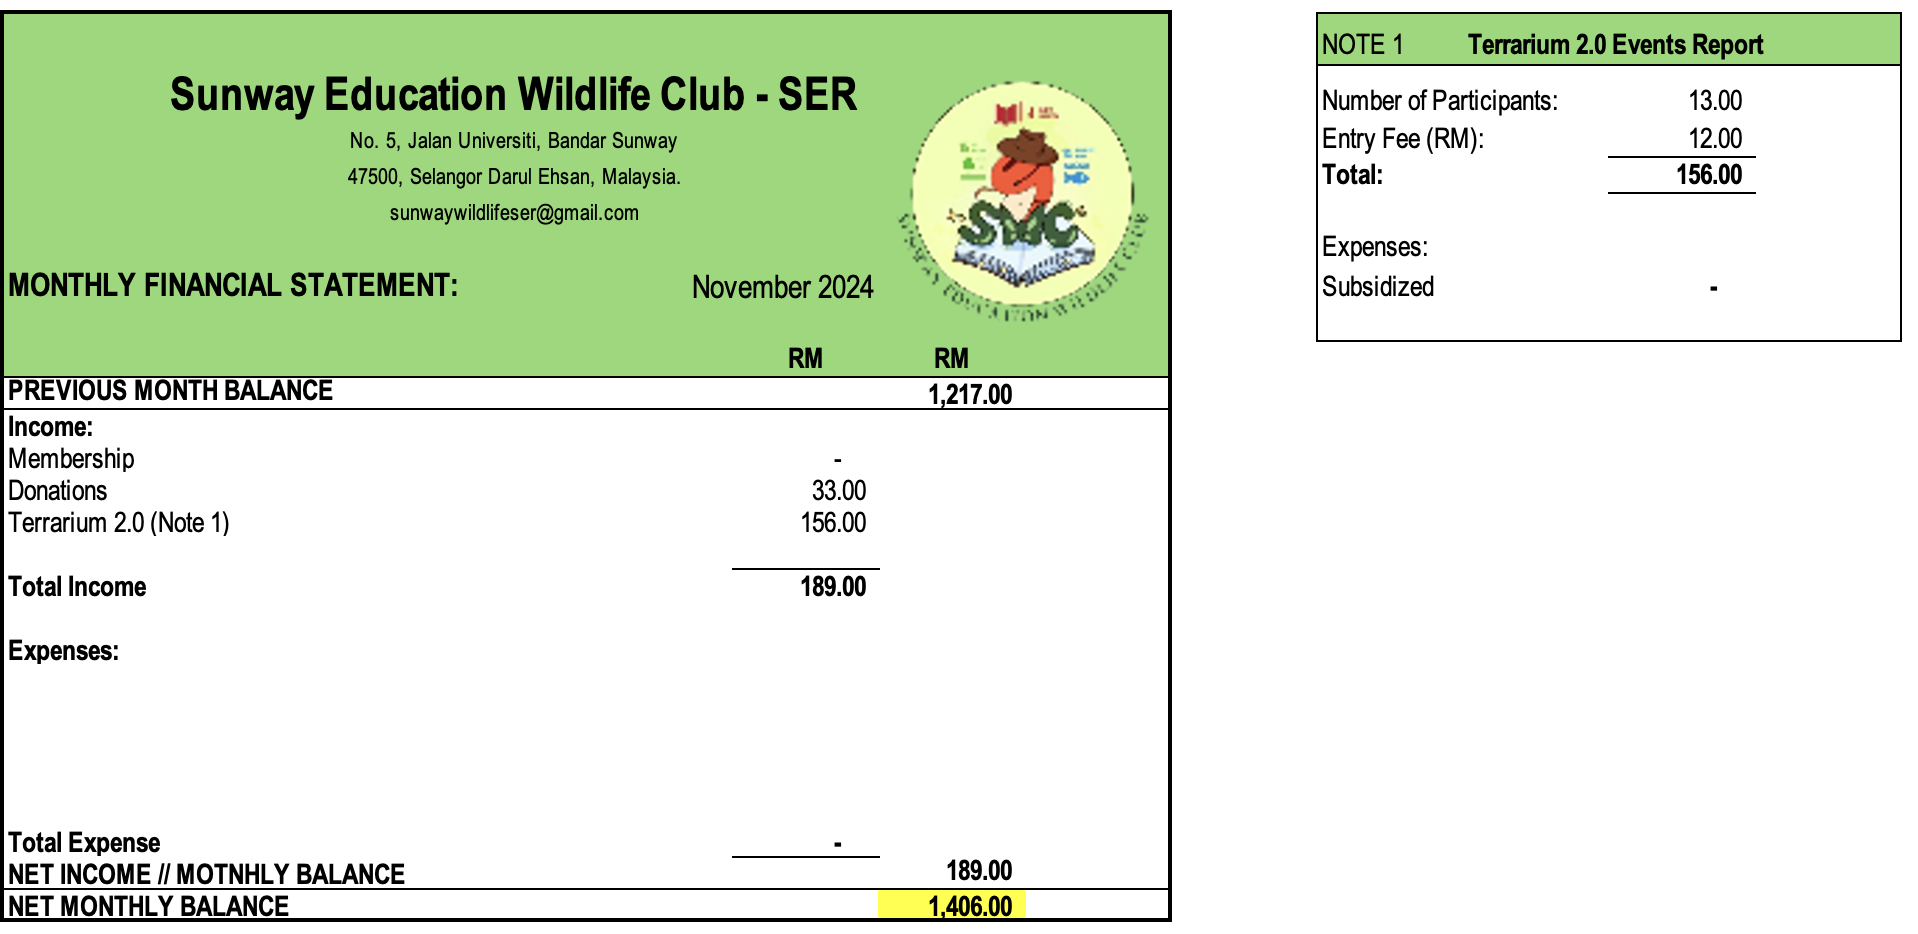 Sunway Education Wildlife Club - SER
No. 5, Jalan Universiti, Bandar Sunway
47500, Selangor Darul Ehsan, Malaysia.
sunwaywildlifeser@gmail.com
SWC
MONTHLY FINANCIAL STATEMENT: November 2024
RM RM
PREVIOUS MONTH BALANCE 1,217.00
Income:
Membership -
Donations 33.00
Terrarium 2.0 (Note 1) 156.00
Total Income 189.00
Expenses:
Total Expense -
NET INCOME // MOTNHLY BALANCE 189.00
NET MONTHLY BALANCE 1,406.00
NOTE 1 Terrarium 2.0 Events Report
Number of Participants: 13.00
Entry Fee (RM): 12.00
Total: 156.00
Expenses:
Subsidized -